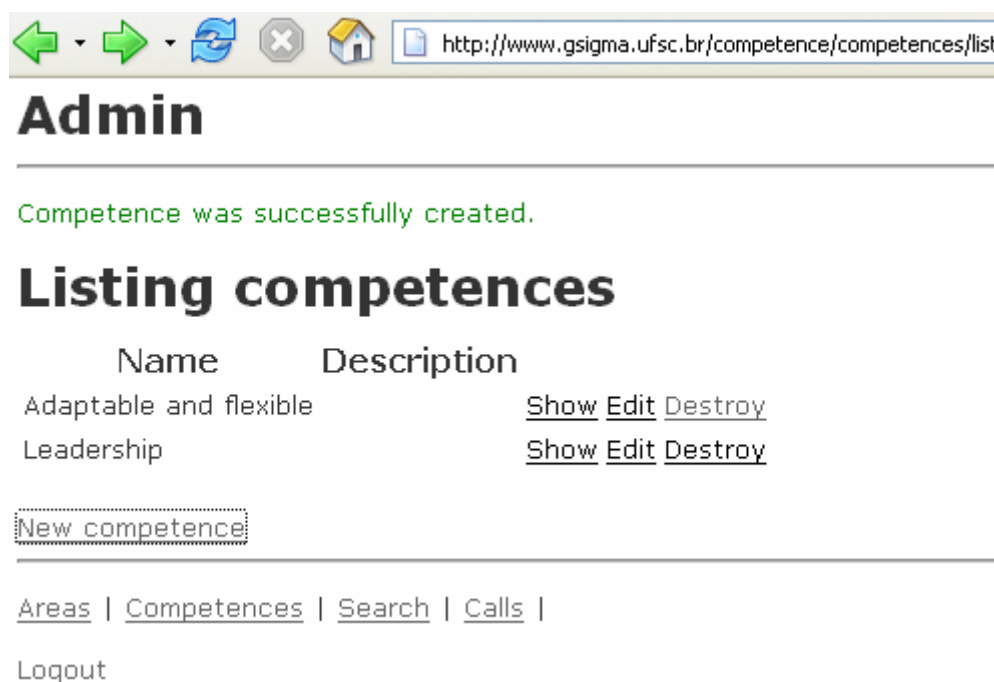 http://www.gsigma.ufsc.br/competence/competences/list
Admin
Competence was successfully created.
Listing competences
Name Description
Adaptable and flexible Show Edit Destroy
Leadership Show Edit Destroy
New competence
Areas | Competences | Search | Calls |
Logout